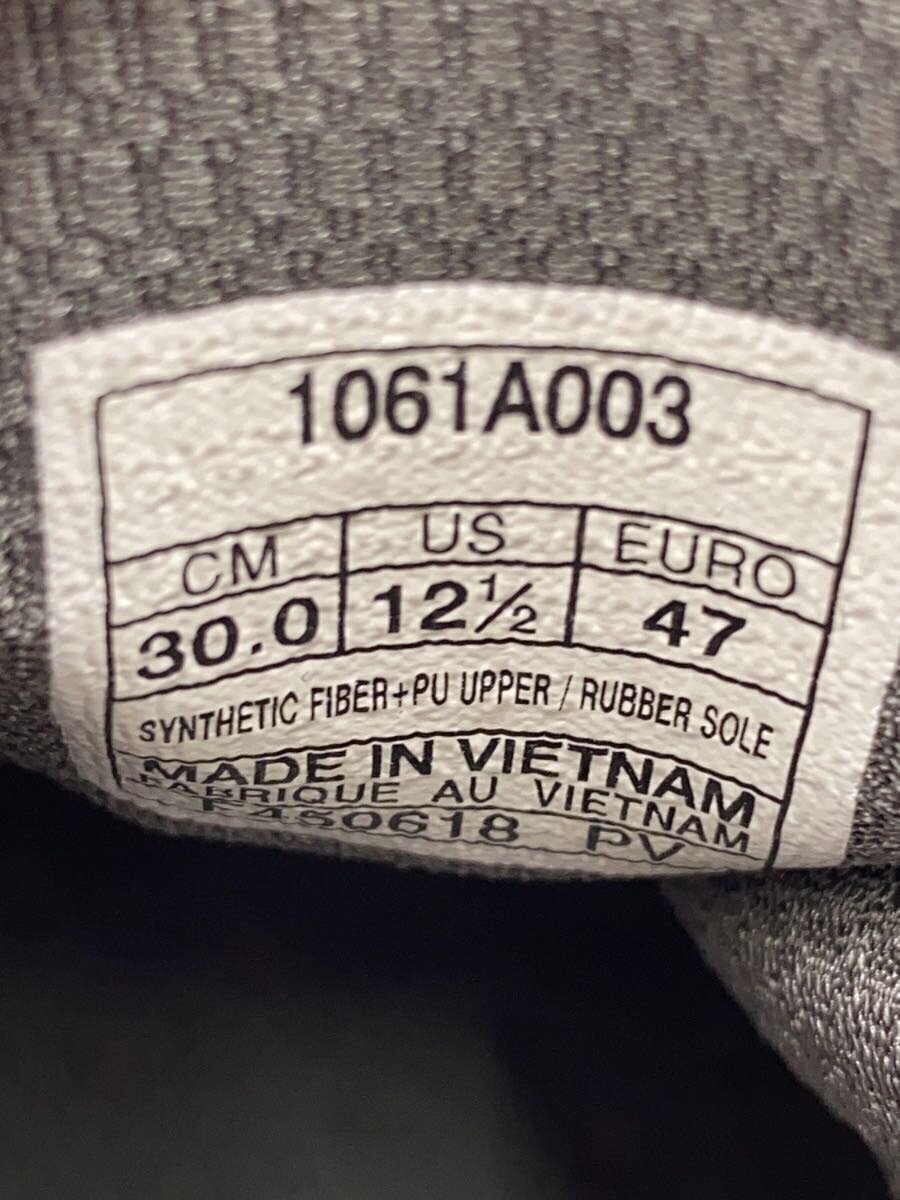 1061A003
CM US EURO
30.0 12½ 47
SYNTHETIC FIBER+PU UPPER / RUBBER SOLE
MADE IN VIETNAM
FABRIQUE AU VIETNAM
PV